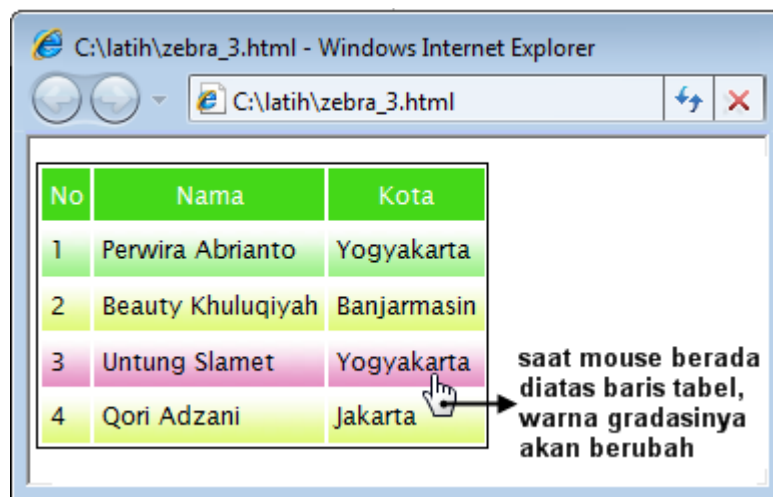 C:\latih\zebra_3.html - Windows Internet Explorer
C:\latih\zebra_3.html
No Nama Kota
1 Perwira Abrianto Yogyakarta
2 Beauty Khuluqiyah Banjarmasin
3 Untung Slamet Yogyakarta
4 Qori Adzani Jakarta
saat mouse berada
diatas baris tabel,
warna gradasinya
akan berubah